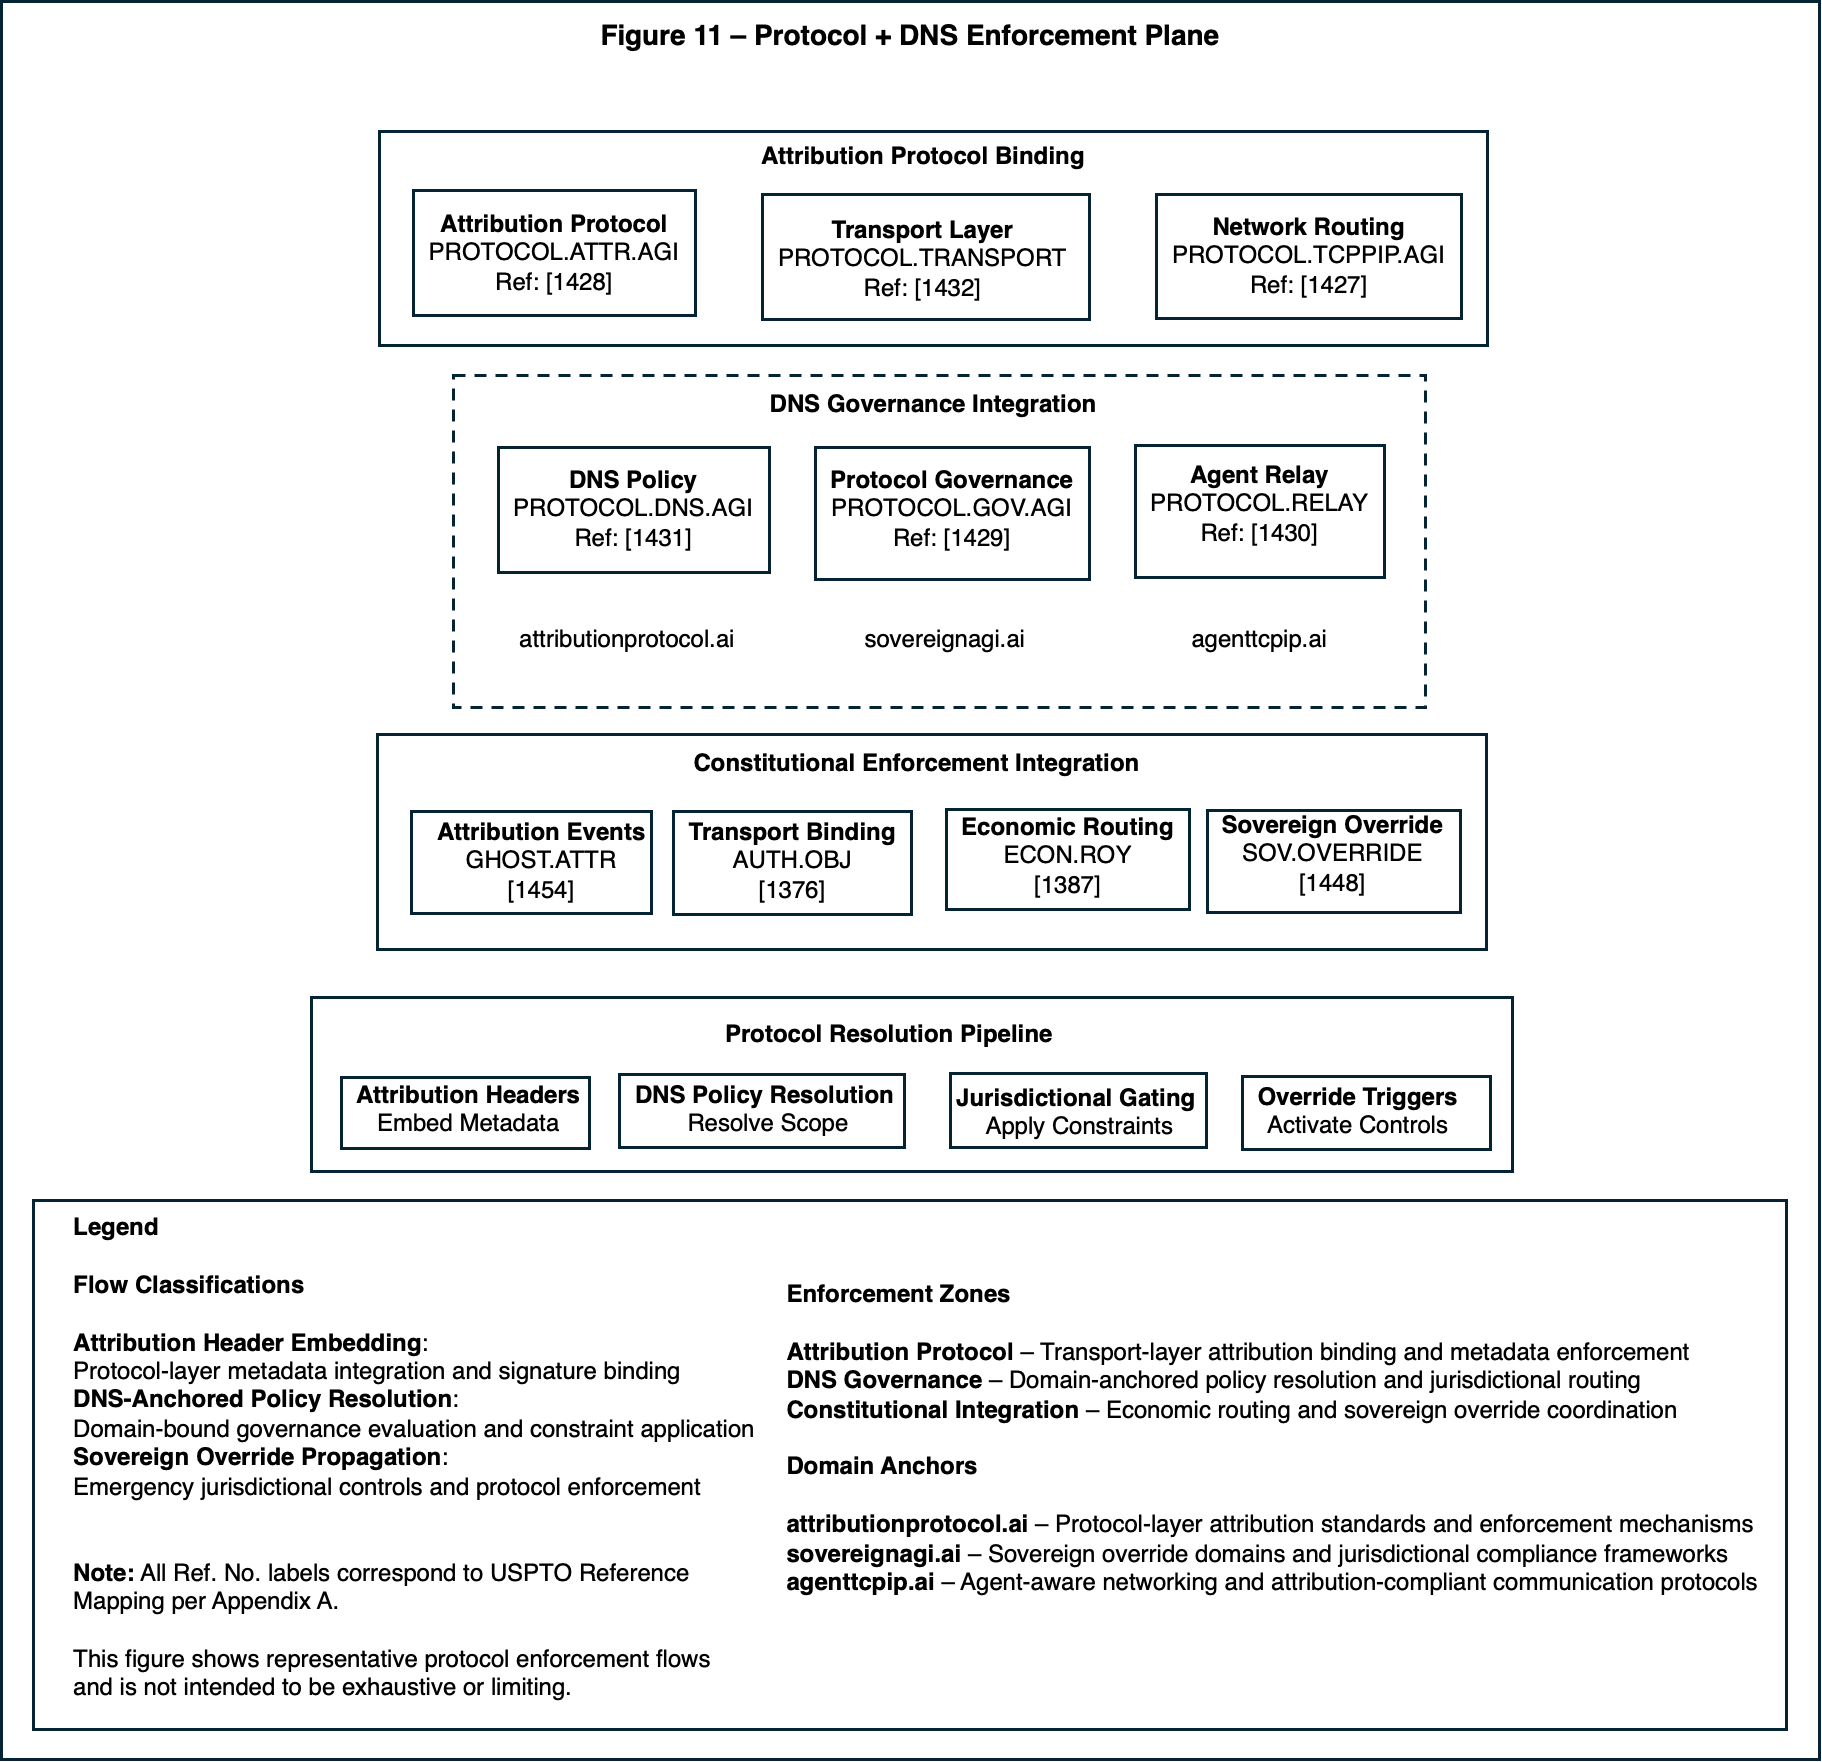 Figure 11 – Protocol + DNS Enforcement Plane
Attribution Protocol Binding
Attribution Protocol
PROTOCOL.ATTR.AGI
Ref: [1428]
Transport Layer
PROTOCOL.TRANSPORT
Ref: [1432]
Network Routing
PROTOCOL.TCPPIP.AGI
Ref: [1427]
DNS Governance Integration
DNS Policy
PROTOCOL.DNS.AGI
Ref: [1431]
Protocol Governance
PROTOCOL.GOV.AGI
Ref: [1429]
Agent Relay
PROTOCOL.RELAY
Ref: [1430]
attributionprotocol.ai
sovereignagi.ai
agenttcpip.ai
Constitutional Enforcement Integration
Attribution Events
GHOST.ATTR
[1454]
Transport Binding
AUTH.OBJ
[1376]
Economic Routing
ECON.ROY
[1387]
Sovereign Override
SOV.OVERRIDE
[1448]
Protocol Resolution Pipeline
Attribution Headers
Embed Metadata
DNS Policy Resolution
Resolve Scope
Jurisdictional Gating
Apply Constraints
Override Triggers
Activate Controls
Legend
Flow Classifications
Attribution Header Embedding:
Protocol-layer metadata integration and signature binding
DNS-Anchored Policy Resolution:
Domain-bound governance evaluation and constraint application
Sovereign Override Propagation:
Emergency jurisdictional controls and protocol enforcement
Note: All Ref. No. labels correspond to USPTO Reference
Mapping per Appendix A.
This figure shows representative protocol enforcement flows
and is not intended to be exhaustive or limiting.
Enforcement Zones
Attribution Protocol – Transport-layer attribution binding and metadata enforcement
DNS Governance – Domain-anchored policy resolution and jurisdictional routing
Constitutional Integration – Economic routing and sovereign override coordination
Domain Anchors
attributionprotocol.ai – Protocol-layer attribution standards and enforcement mechanisms
sovereignagi.ai – Sovereign override domains and jurisdictional compliance frameworks
agenttcpip.ai – Agent-aware networking and attribution-compliant communication protocols